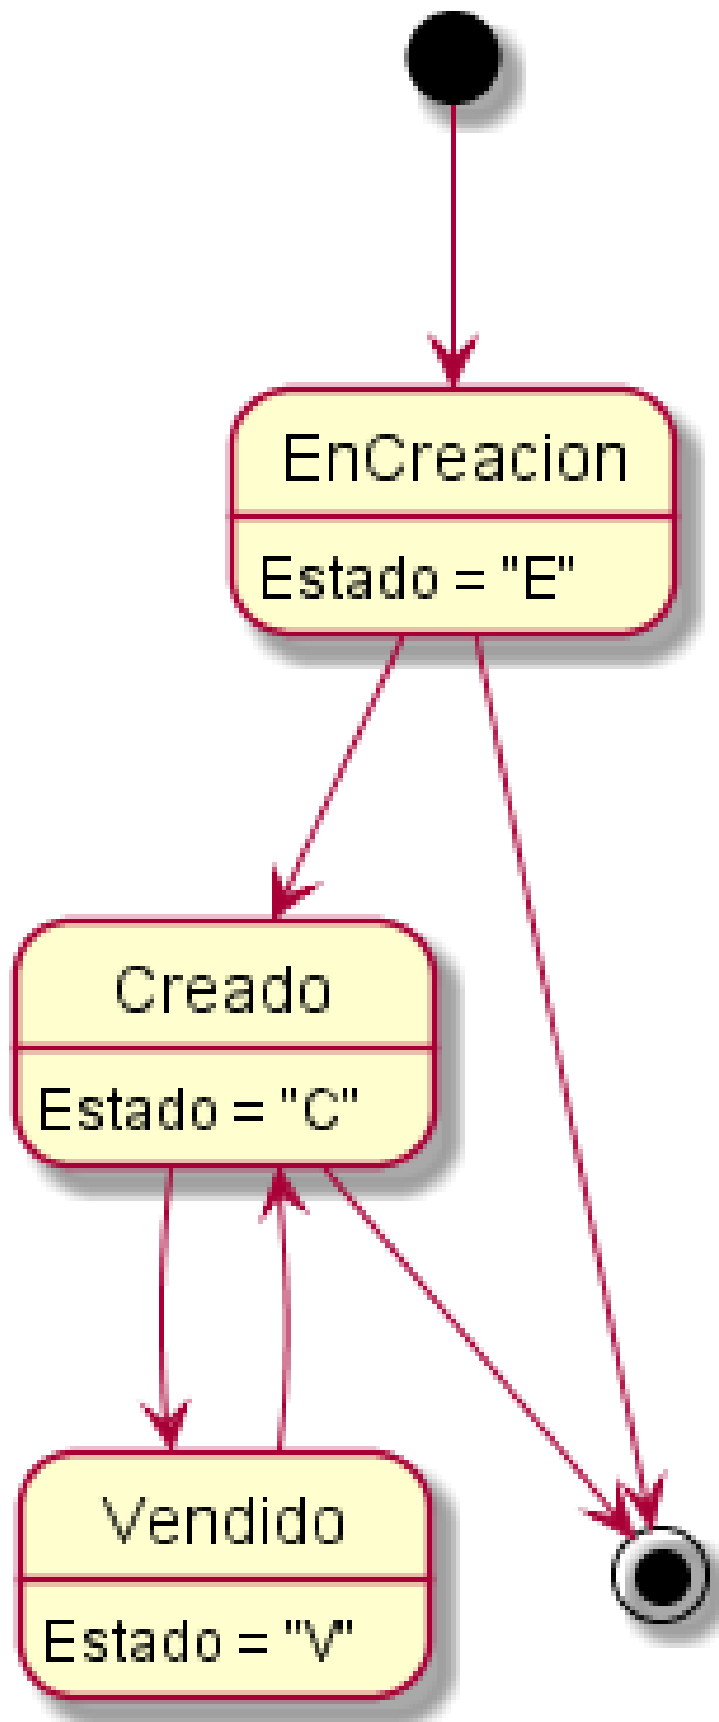 EnCreacion
Estado = "E"
Creado
Estado = "C"
Vendido
Estado = "V"